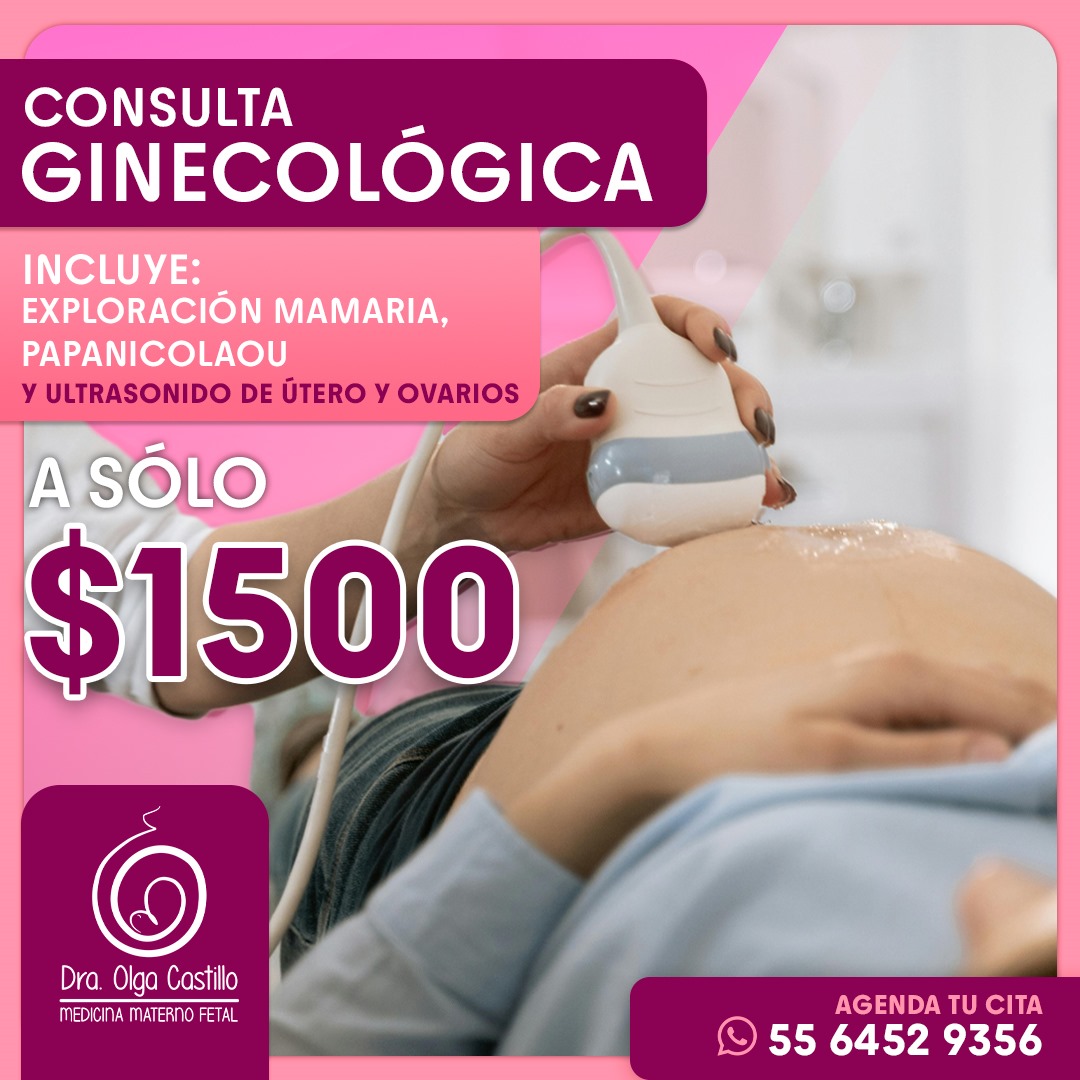 CONSULTA
GINECOLÓGICA
INCLUYE:
EXPLORACIÓN MAMARIA,
PAPANICOLAOU
Y ULTRASONIDO DE ÚTERO Y OVARIOS
A SÓLO
$1500
Dra. Olga Castillo
MEDICINA MATERNO FETAL
AGENDA TU CITA
55 6452 9356